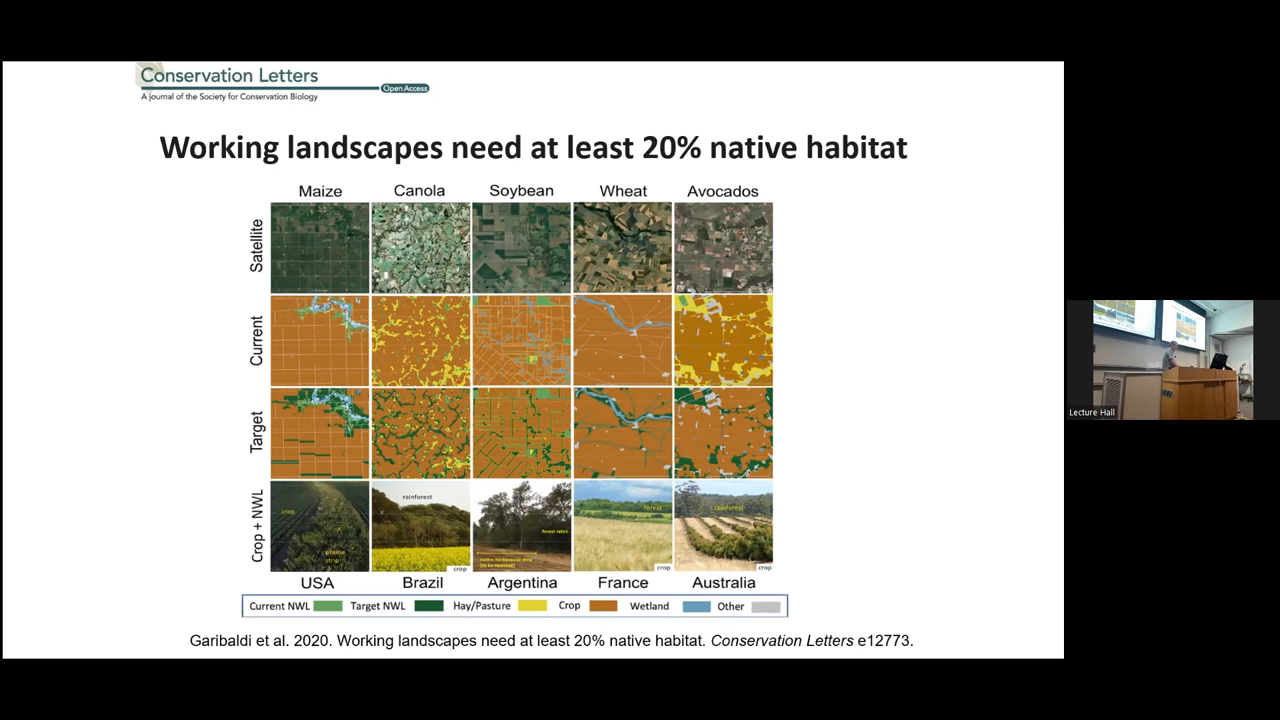 Conservation Letters
Open Access
A journal of the Society for Conservation Biology
Working landscapes need at least 20% native habitat
Maize Canola Soybean Wheat Avocados
Satellite
Current
Target
Crop + NWL
crop
prairie
strip
rainforest
crop
forest relict
native herbaceous strip
(to be restored)
forest
crop
rainforest
crop
USA Brazil Argentina France Australia
Current NWL Target NWL Hay/Pasture Crop Wetland Other
Garibaldi et al. 2020. Working landscapes need at least 20% native habitat. Conservation Letters e12773.
Lecture Hall